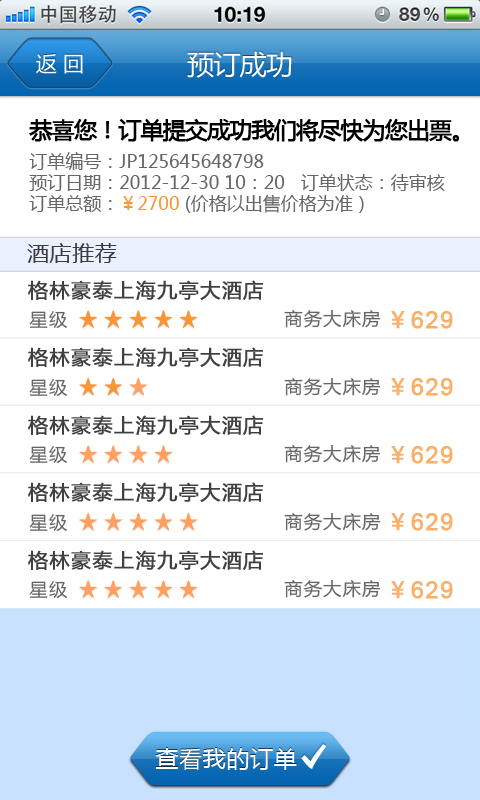 中国移动 10:19 89%
返回 预订成功
恭喜您！订单提交成功我们将尽快为您出票。
订单编号：JP125645648798
预订日期：2012-12-30 10：20 订单状态：待审核
订单总额：￥2700 (价格以出售价格为准 )
酒店推荐
格林豪泰上海九亭大酒店
星级 ★★★★★ 商务大床房 ￥629
格林豪泰上海九亭大酒店
星级 ★★★ 商务大床房 ￥629
格林豪泰上海九亭大酒店
星级 ★★★★ 商务大床房 ￥629
格林豪泰上海九亭大酒店
星级 ★★★★★ 商务大床房 ￥629
格林豪泰上海九亭大酒店
星级 ★★★★★ 商务大床房 ￥629
查看我的订单